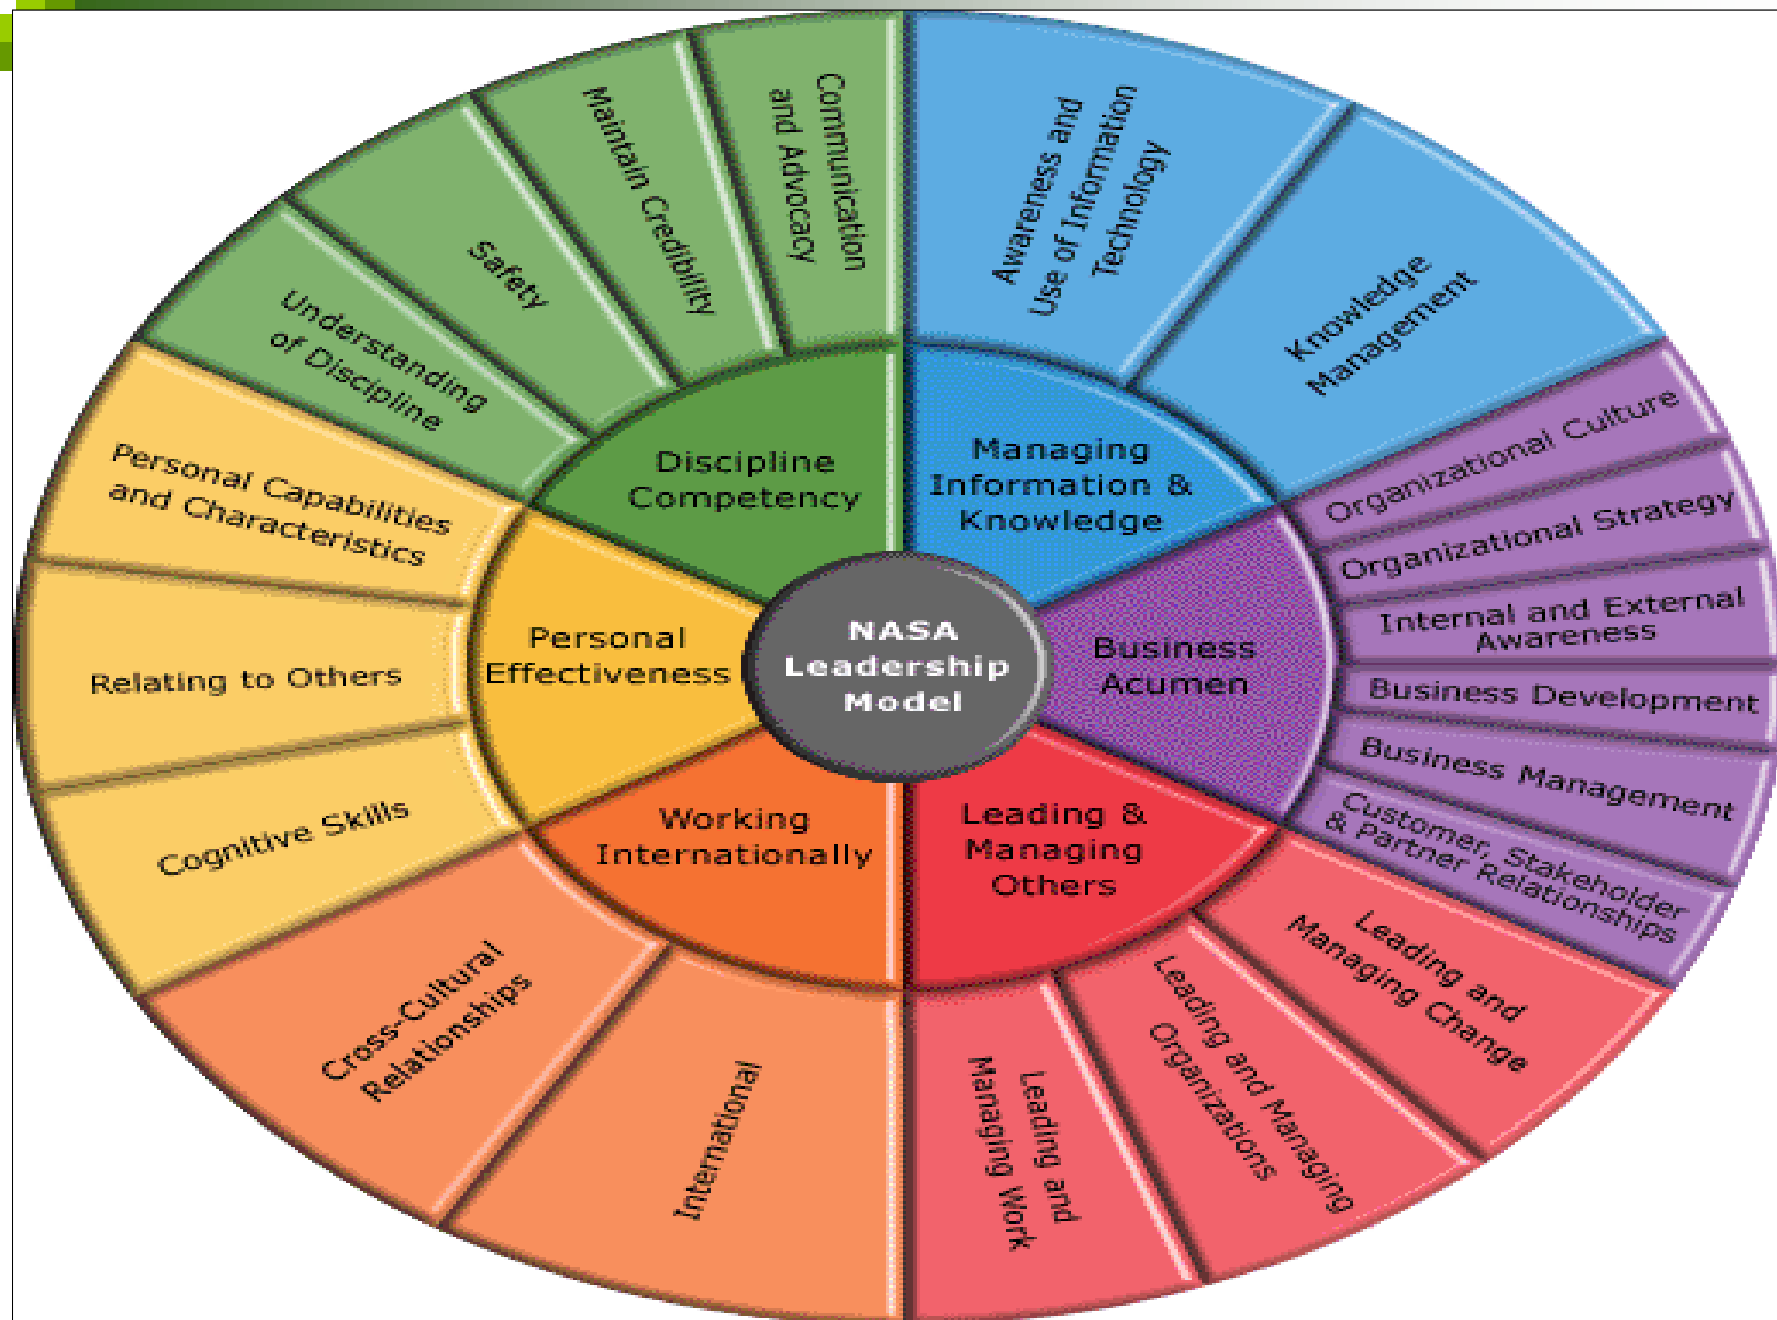 NASA
Leadership
Model
Managing
Information &
Knowledge
Awareness and
Use of Information
Technology
Knowledge
Management
Business
Acumen
Organizational Culture
Organizational Strategy
Internal and External
Awareness
Business Development
Business Management
Customer, Stakeholder
& Partner Relationships
Leading &
Managing
Others
Leading and
Managing Change
Leading and Managing
Organizations
Leading and
Managing Work
Working
Internationally
International
Cross-Cultural
Relationships
Personal
Effectiveness
Cognitive Skills
Relating to Others
Personal Capabilities
and Characteristics
Discipline
Competency
Understanding
of Discipline
Safety
Maintain Credibility
Communication
and Advocacy